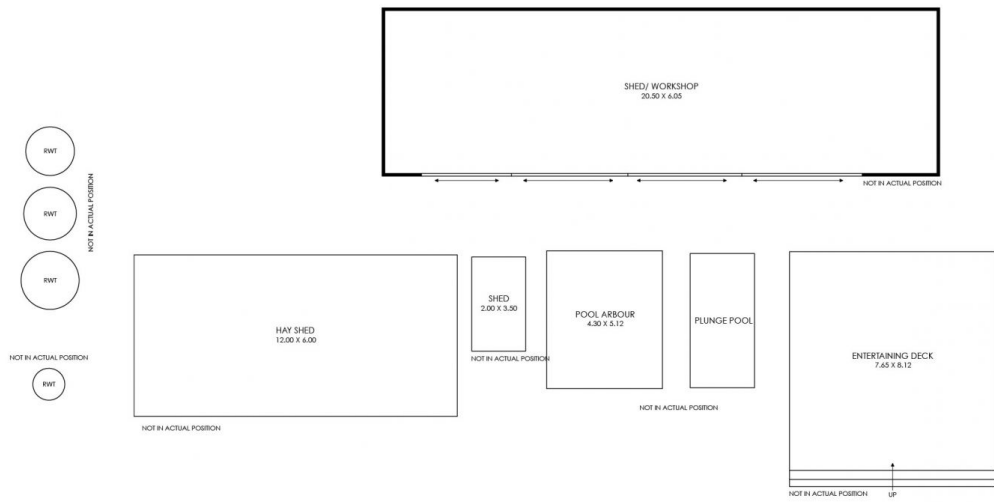 SHED/ WORKSHOP
20.50 X 6.05
NOT IN ACTUAL POSITION
RWT
RWT
RWT
NOT IN ACTUAL POSITION
NOT IN ACTUAL POSITION
RWT
HAY SHED
12.00 X 6.00
NOT IN ACTUAL POSITION
SHED
2.00 X 3.50
NOT IN ACTUAL POSITION
POOL ARBOUR
4.30 X 5.12
PLUNGE POOL
NOT IN ACTUAL POSITION
ENTERTAINING DECK
7.65 X 8.12
NOT IN ACTUAL POSITION
UP